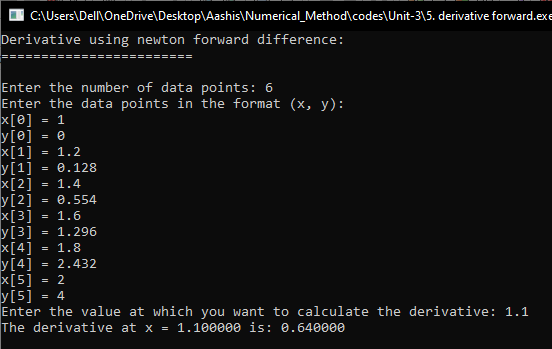 C:\Users\Dell\OneDrive\Desktop\Aashis\Numerical_Method\codes\Unit-3\5. derivative forward.exe
Derivative using newton forward difference:
========================
Enter the number of data points: 6
Enter the data points in the format (x, y):
x[0] = 1
y[0] = 0
x[1] = 1.2
y[1] = 0.128
x[2] = 1.4
y[2] = 0.554
x[3] = 1.6
y[3] = 1.296
x[4] = 1.8
y[4] = 2.432
x[5] = 2
y[5] = 4
Enter the value at which you want to calculate the derivative: 1.1
The derivative at x = 1.100000 is: 0.640000